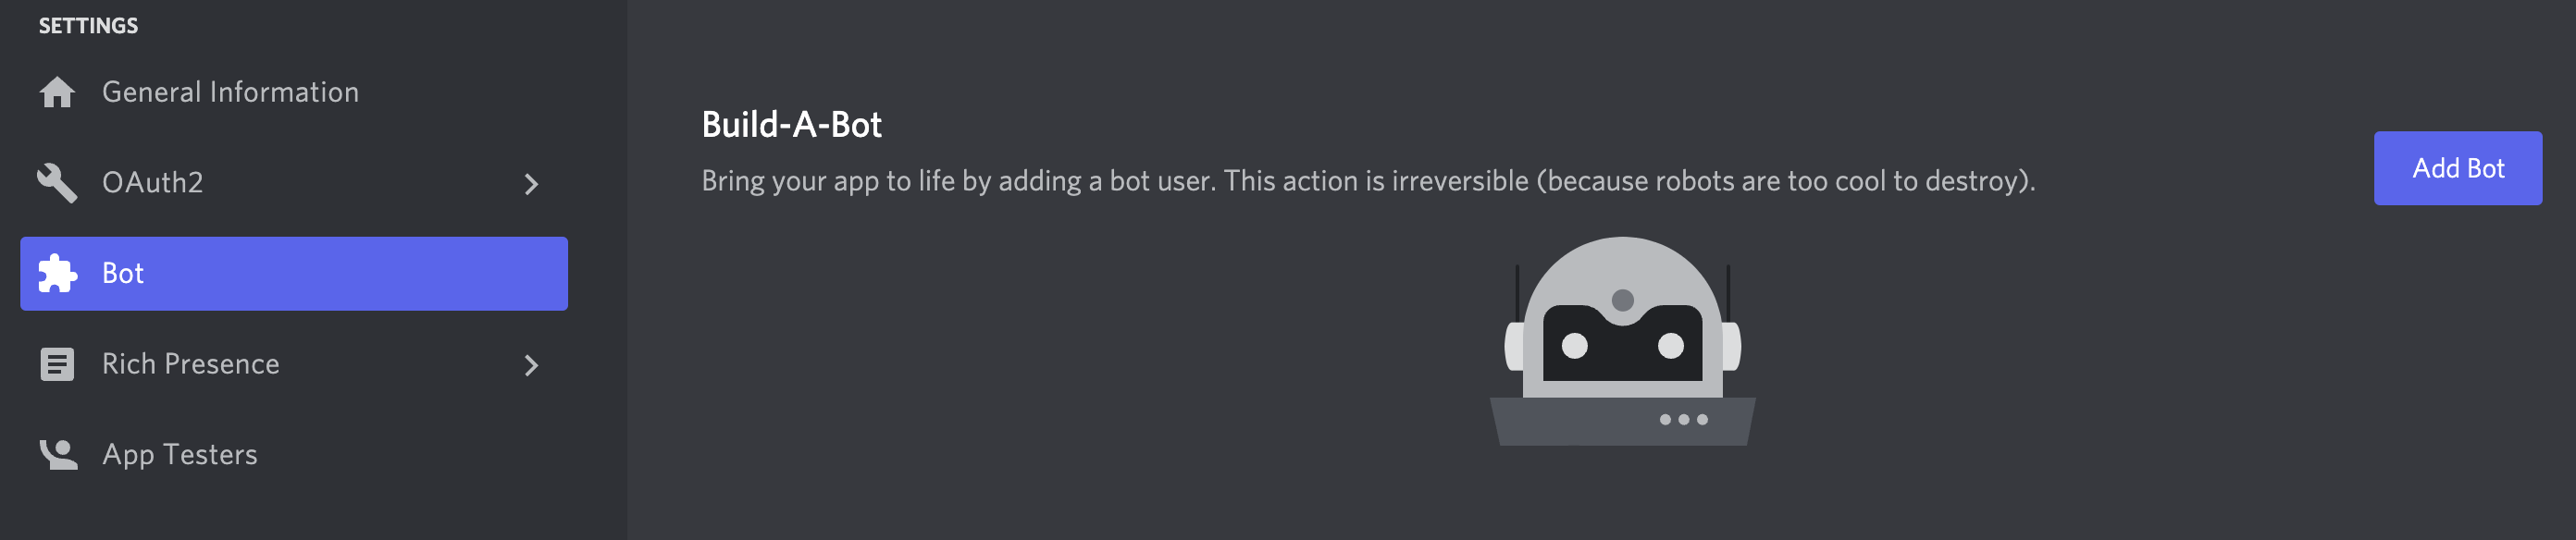 SETTINGS
General Information
OAuth2
Bot
Rich Presence
App Testers
Build-A-Bot
Bring your app to life by adding a bot user. This action is irreversible (because robots are too cool to destroy).
Add Bot